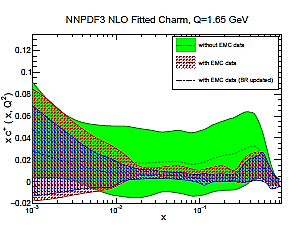 NNPDF3 NLO Fitted Charm, Q=1.65 GeV
without EMC data
with EMC data
with EMC data (BR updated)
x c⁺ (x, Q²)
0.12
0.1
0.08
0.06
0.04
0.02
0
−0.02
10⁻³
10⁻²
10⁻¹
x